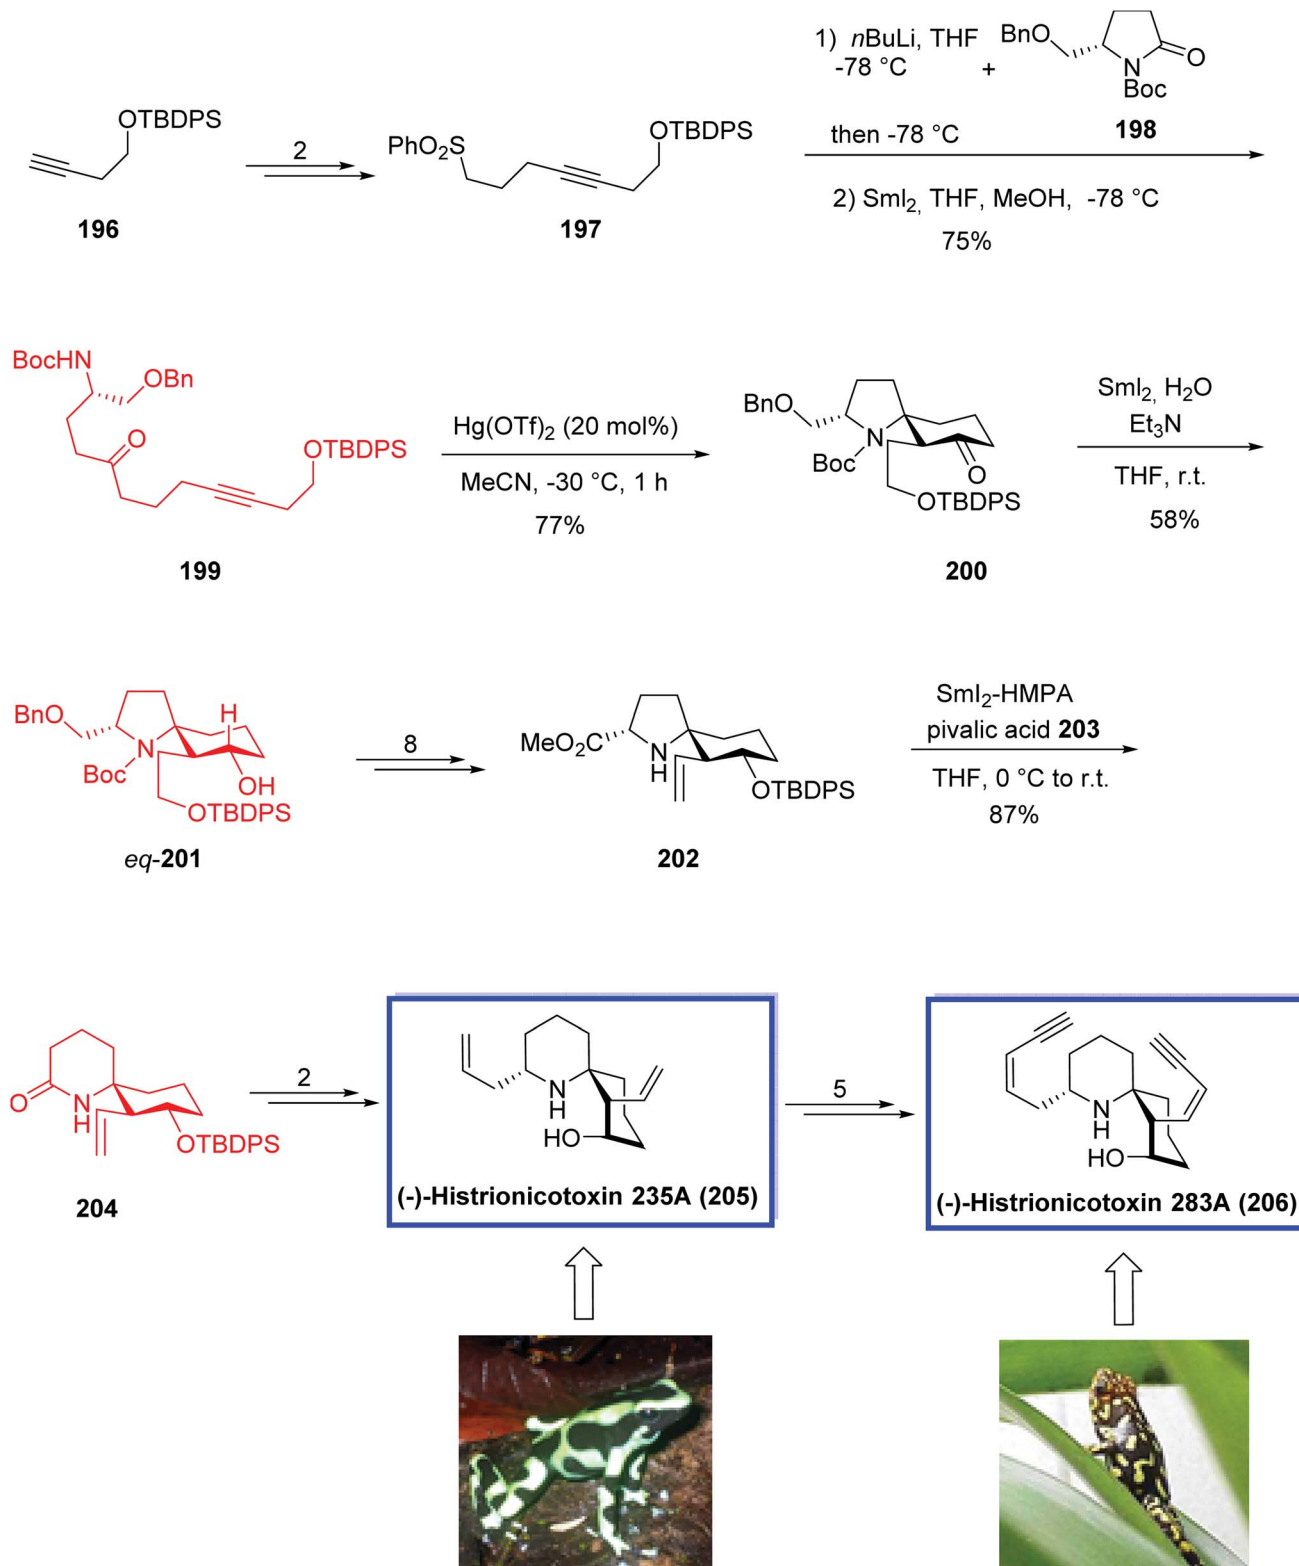 1) nBuLi, THF
-78 °C
+
BnO
N
Boc
O
198
then -78 °C
2) SmI2, THF, MeOH, -78 °C
75%
OTBDPS
196
2
PhO2S
OTBDPS
197
BocHN
OBn
O
OTBDPS
199
Hg(OTf)2 (20 mol%)
MeCN, -30 °C, 1 h
77%
BnO
N
Boc
O
OTBDPS
200
SmI2, H2O
Et3N
THF, r.t.
58%
BnO
H
N
Boc
OH
OTBDPS
eq-201
8
MeO2C
N
H
OTBDPS
202
SmI2-HMPA
pivalic acid 203
THF, 0 °C to r.t.
87%
O
N
H
OTBDPS
204
2
N
H
HO
(-)-Histrionicotoxin 235A (205)
5
N
H
HO
(-)-Histrionicotoxin 283A (206)